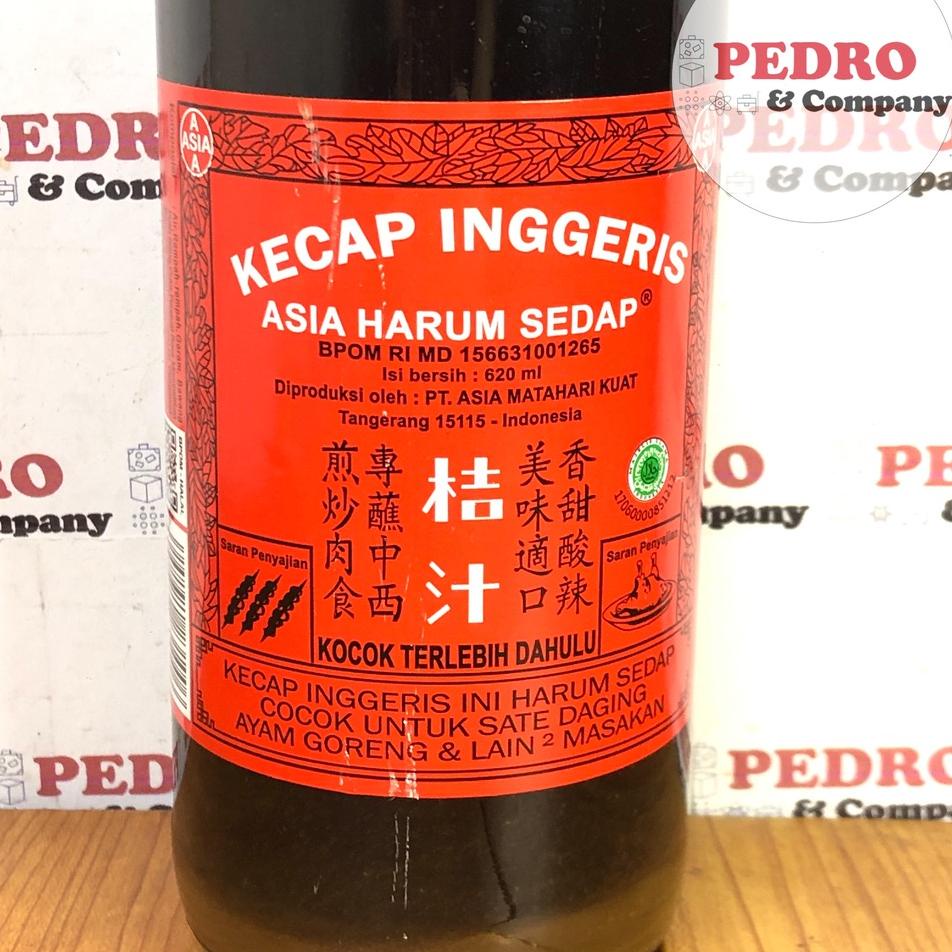 PEDRO
& Company
A
ASIA
A
KECAP INGGERIS
ASIA HARUM SEDAP®
BPOM RI MD 156631001265
Isi bersih : 620 ml
Diproduksi oleh : PT. ASIA MATAHARI KUAT
Tangerang 15115 - Indonesia
香甜酸辣
美味適口
桔汁
專蘸中西
煎炒肉食
Saran Penyajian
Saran Penyajian
KOCOK TERLEBIH DAHULU
KECAP INGGERIS INI HARUM SEDAP
COCOK UNTUK SATE DAGING
AYAM GORENG & LAIN ² MASAKAN
BPOM HALAL